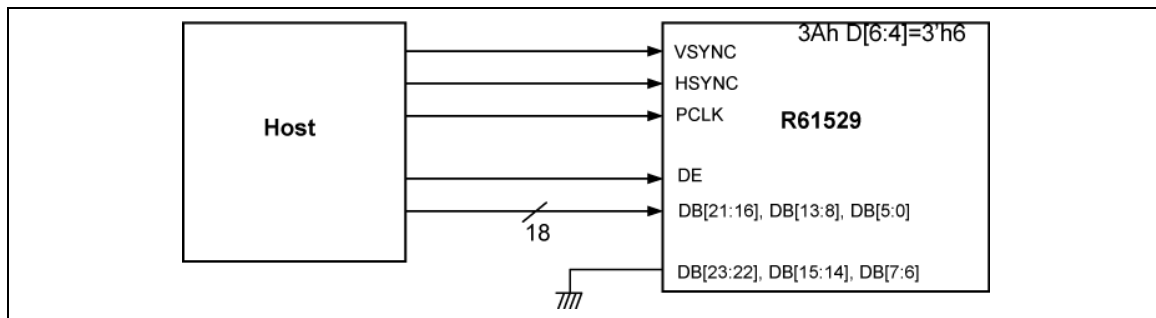 3Ah D[6:4]=3'h6
VSYNC
HSYNC
PCLK
Host
R61529
DE
DB[21:16], DB[13:8], DB[5:0]
18
DB[23:22], DB[15:14], DB[7:6]